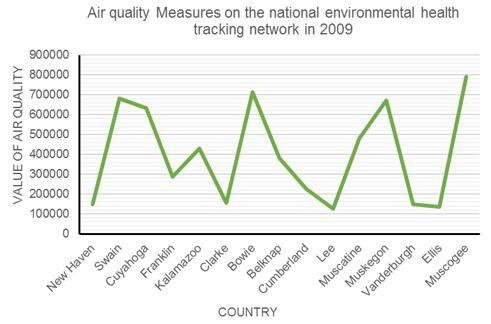 Air quality Measures on the national environmental health
tracking network in 2009
VALUE OF AIR QUALITY
900000
800000
700000
600000
500000
400000
300000
200000
100000
0
New Haven
Swain
Cuyahoga
Franklin
Kalamazoo
Clarke
Bowie
Belknap
Cumberland
Lee
Muscatine
Muskegon
Vanderburgh
Ellis
Muscogee
COUNTRY